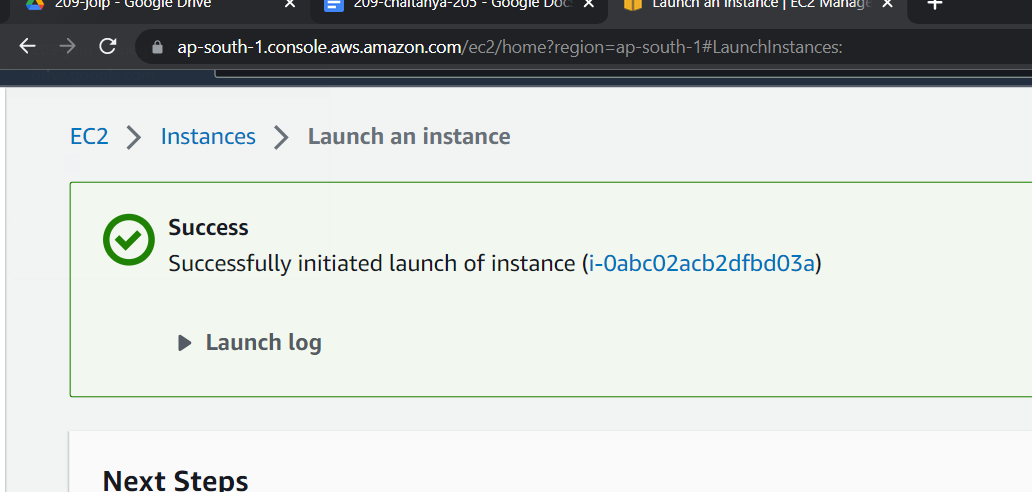 209-jolp - Google Drive
209-chaitanya-205 - Google Doc
Launch an instance | EC2 Manage
ap-south-1.console.aws.amazon.com/ec2/home?region=ap-south-1#LaunchInstances:
EC2 > Instances > Launch an instance
Success
Successfully initiated launch of instance (i-0abc02acb2dfbd03a)
Launch log
Next Steps